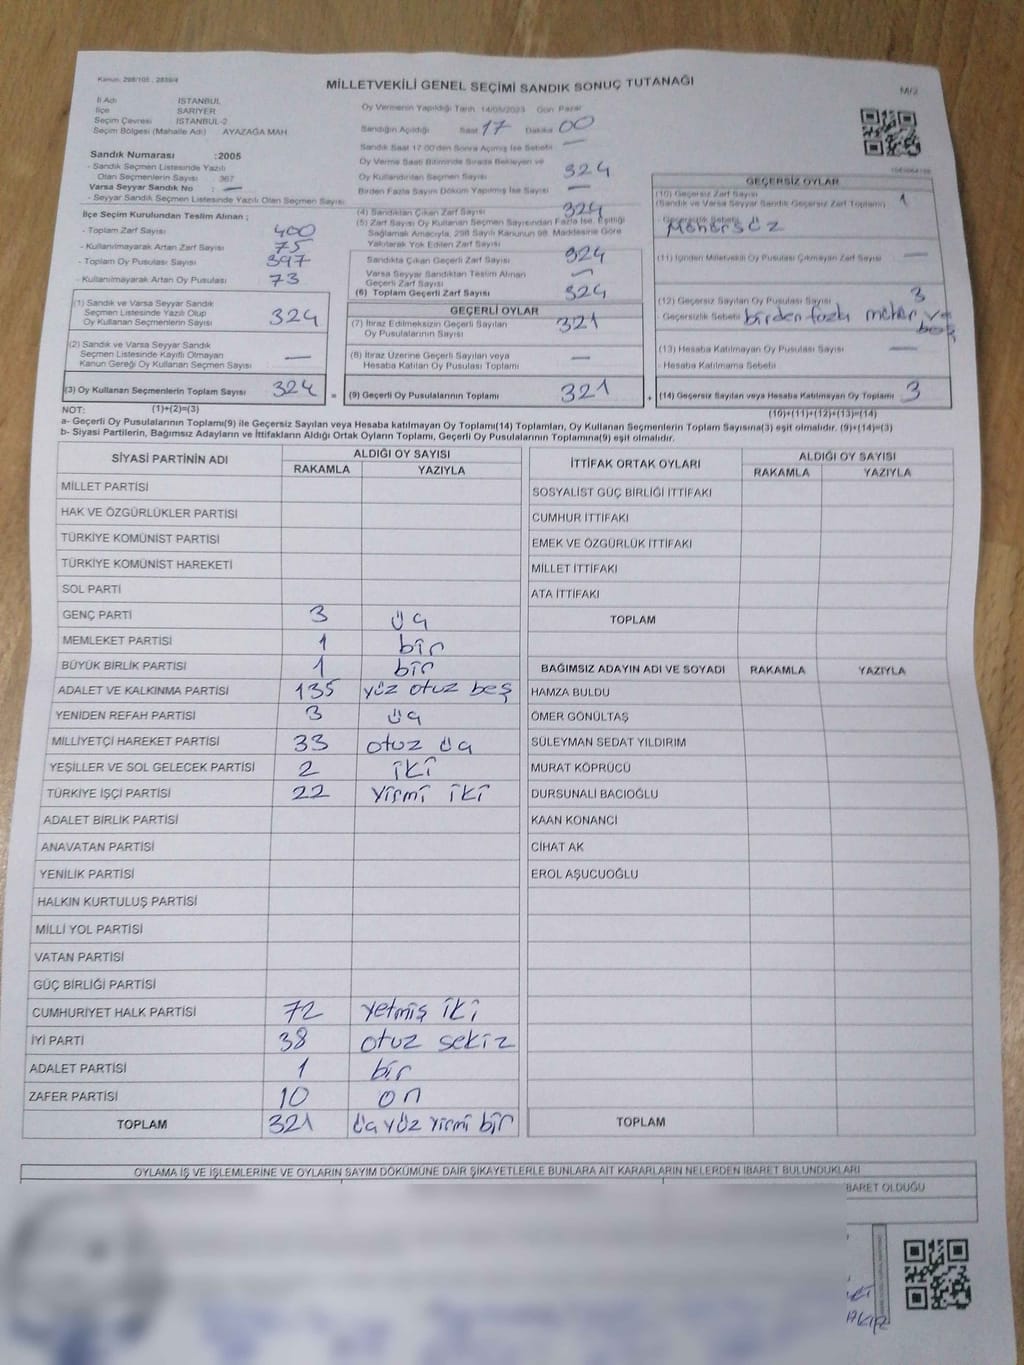 Kanun: 298/105 , 2839/4
MİLLETVEKİLİ GENEL SEÇİMİ SANDIK SONUÇ TUTANAĞI
M/2
İl Adı İSTANBUL
İlçe SARIYER
Seçim Çevresi İSTANBUL-2
Seçim Bölgesi (Mahalle Adı) AYAZAĞA MAH
Sandık Numarası :2005
- Sandık Seçmen Listesinde Yazılı
Olan Seçmenlerin Sayısı : 367
Varsa Seyyar Sandık No : —
- Seyyar Sandık Seçmen Listesinde Yazılı Olan Seçmen Sayısı:
İlçe Seçim Kurulundan Teslim Alınan ;
- Toplam Zarf Sayısı 400
- Kullanılmayarak Artan Zarf Sayısı 75
- Toplam Oy Pusulası Sayısı 397
- Kullanılmayarak Artan Oy Pusulası 73
(1) Sandık ve Varsa Seyyar Sandık
Seçmen Listesinde Yazılı Olup
Oy Kullanan Seçmenlerin Sayısı 324
(2) Sandık ve Varsa Seyyar Sandık
Seçmen Listesinde Kayıtlı Olmayan
Kanun Gereği Oy Kullanan Seçmen Sayısı —
(3) Oy Kullanan Seçmenlerin Toplam Sayısı 324
Oy Vermenin Yapıldığı Tarih 14/05/2023 Gün Pazar
Sandığın Açıldığı Saat 17 Dakika 00
Sandık Saat 17:00'den Sonra Açılmış İse Sebebi —
Oy Verme Saati Bitiminde Sırada Bekleyen ve
Oy Kullandırılan Seçmen Sayısı 324
Birden Fazla Sayım Döküm Yapılmış İse Sayısı —
(4) Sandıktan Çıkan Zarf Sayısı 324
(5) Zarf Sayısı Oy Kullanan Seçmen Sayısından Fazla İse, Eşitliği
Sağlamak Amacıyla, 298 Sayılı Kanunun 98. Maddesine Göre
Yakılarak Yok Edilen Zarf Sayısı
Sandıkta Çıkan Geçerli Zarf Sayısı 324
Varsa Seyyar Sandıktan Teslim Alınan
Geçerli Zarf Sayısı —
(6) Toplam Geçerli Zarf Sayısı 324
GEÇERLİ OYLAR
(7) İtiraz Edilmeksizin Geçerli Sayılan
Oy Pusulalarının Sayısı 321
(8) İtiraz Üzerine Geçerli Sayılan veya
Hesaba Katılan Oy Pusulası Toplamı —
= (9) Geçerli Oy Pusulalarının Toplamı 321
GEÇERSİZ OYLAR
(10) Geçersiz Zarf Sayısı 1
(Sandık ve Varsa Seyyar Sandık Geçersiz Zarf Toplamı)
- Geçersizlik Sebebi
Mühürsüz
(11) İçinden Milletvekili Oy Pusulası Çıkmayan Zarf Sayısı —
(12) Geçersiz Sayılan Oy Pusulası Sayısı 3
- Geçersizlik Sebebi birden fazla mühür ve
boş
(13) Hesaba Katılmayan Oy Pusulası Sayısı —
- Hesaba Katılmama Sebebi
+ (14) Geçersiz Sayılan veya Hesaba Katılmayan Oy Toplamı 3
NOT: (1)+(2)=(3) (10)+(11)+(12)+(13)=(14)
a- Geçerli Oy Pusulalarının Toplamı(9) ile Geçersiz Sayılan veya Hesaba katılmayan Oy Toplamı(14) Toplamları, Oy Kullanan Seçmenlerin Toplam Sayısına(3) eşit olmalıdır. (9)+(14)=(3)
b- Siyasi Partilerin, Bağımsız Adayların ve İttifakların Aldığı Ortak Oyların Toplamı, Geçerli Oy Pusulalarının Toplamına(9) eşit olmalıdır.
SİYASİ PARTİNİN ADI ALDIĞI OY SAYISI
RAKAMLA YAZIYLA
MİLLET PARTİSİ
HAK VE ÖZGÜRLÜKLER PARTİSİ
TÜRKİYE KOMÜNİST PARTİSİ
TÜRKİYE KOMÜNİST HAREKETİ
SOL PARTİ
GENÇ PARTİ 3 üç
MEMLEKET PARTİSİ 1 bir
BÜYÜK BİRLİK PARTİSİ 1 bir
ADALET VE KALKINMA PARTİSİ 135 yüz otuz beş
YENİDEN REFAH PARTİSİ 3 üç
MİLLİYETÇİ HAREKET PARTİSİ 33 otuz üç
YEŞİLLER VE SOL GELECEK PARTİSİ 2 iki
TÜRKİYE İŞÇİ PARTİSİ 22 yirmi iki
ADALET BİRLİK PARTİSİ
ANAVATAN PARTİSİ
YENİLİK PARTİSİ
HALKIN KURTULUŞ PARTİSİ
MİLLİ YOL PARTİSİ
VATAN PARTİSİ
GÜÇ BİRLİĞİ PARTİSİ
CUMHURİYET HALK PARTİSİ 72 yetmiş iki
İYİ PARTİ 38 otuz sekiz
ADALET PARTİSİ 1 bir
ZAFER PARTİSİ 10 on
TOPLAM 321 üçyüz yirmi bir
İTTİFAK ORTAK OYLARI ALDIĞI OY SAYISI
RAKAMLA YAZIYLA
SOSYALİST GÜÇ BİRLİĞİ İTTİFAKI
CUMHUR İTTİFAKI
EMEK VE ÖZGÜRLÜK İTTİFAKI
MİLLET İTTİFAKI
ATA İTTİFAKI
TOPLAM
BAĞIMSIZ ADAYIN ADI VE SOYADI RAKAMLA YAZIYLA
HAMZA BULDU
ÖMER GÖNÜLTAŞ
SÜLEYMAN SEDAT YILDIRIM
MURAT KÖPRÜCÜ
DURSUNALİ BACIOĞLU
KAAN KONANCI
CİHAT AK
EROL AŞUCUOĞLU
TOPLAM
OYLAMA İŞ VE İŞLEMLERİNE VE OYLARIN SAYIM DÖKÜMÜNE DAİR ŞİKAYETLERLE BUNLARA AİT KARARLARIN NELERDEN İBARET BULUNDUKLARI
İBARET OLDUĞU